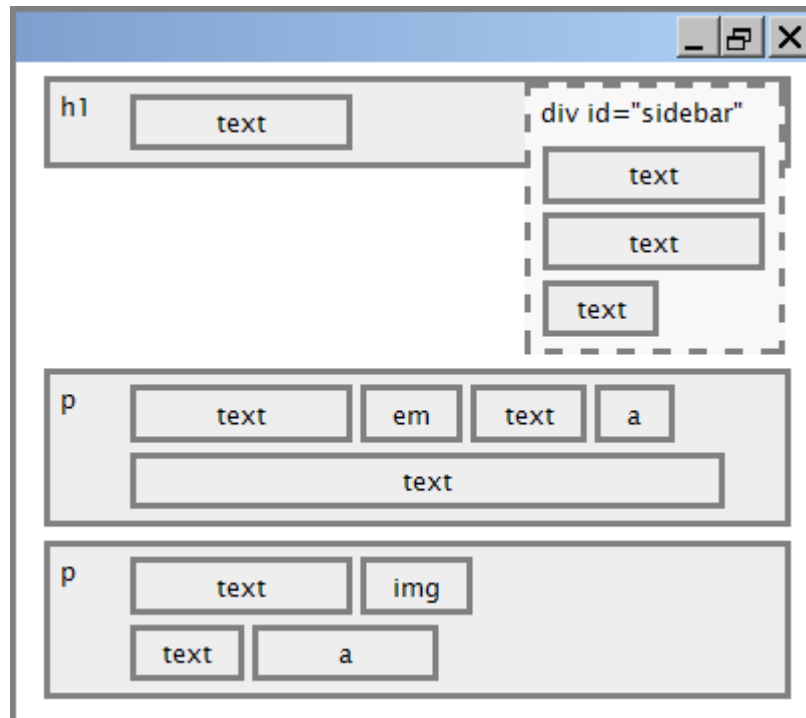 h1
text
div id="sidebar"
text
text
text
p
text em text a
text
p
text img
text a